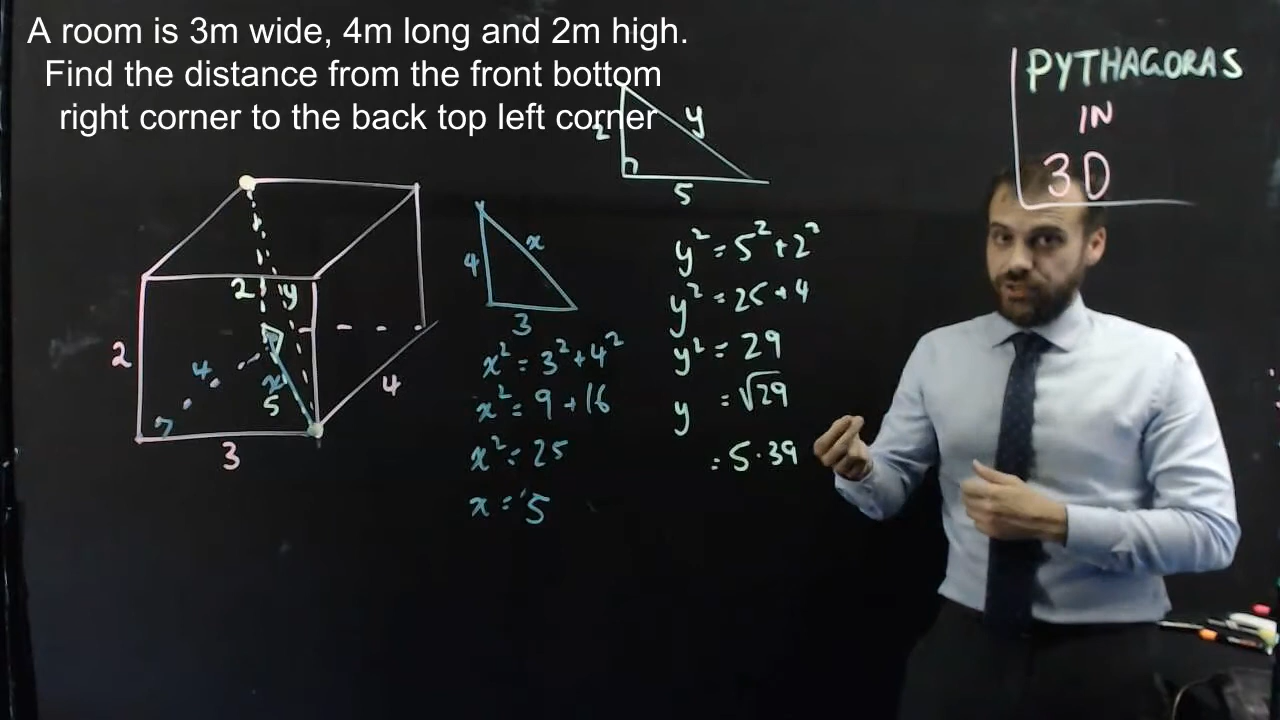 A room is 3m wide, 4m long and 2m high.
Find the distance from the front bottom
right corner to the back top left corner
PYTHAGORAS
IN
3D
2
y
5
2
y
2
4
x
5
4
3
4
x
3
x² = 3² + 4²
x² = 9 + 16
x² = 25
x = 5
y² = 5² + 2²
y² = 25 + 4
y² = 29
y = √29
= 5.39